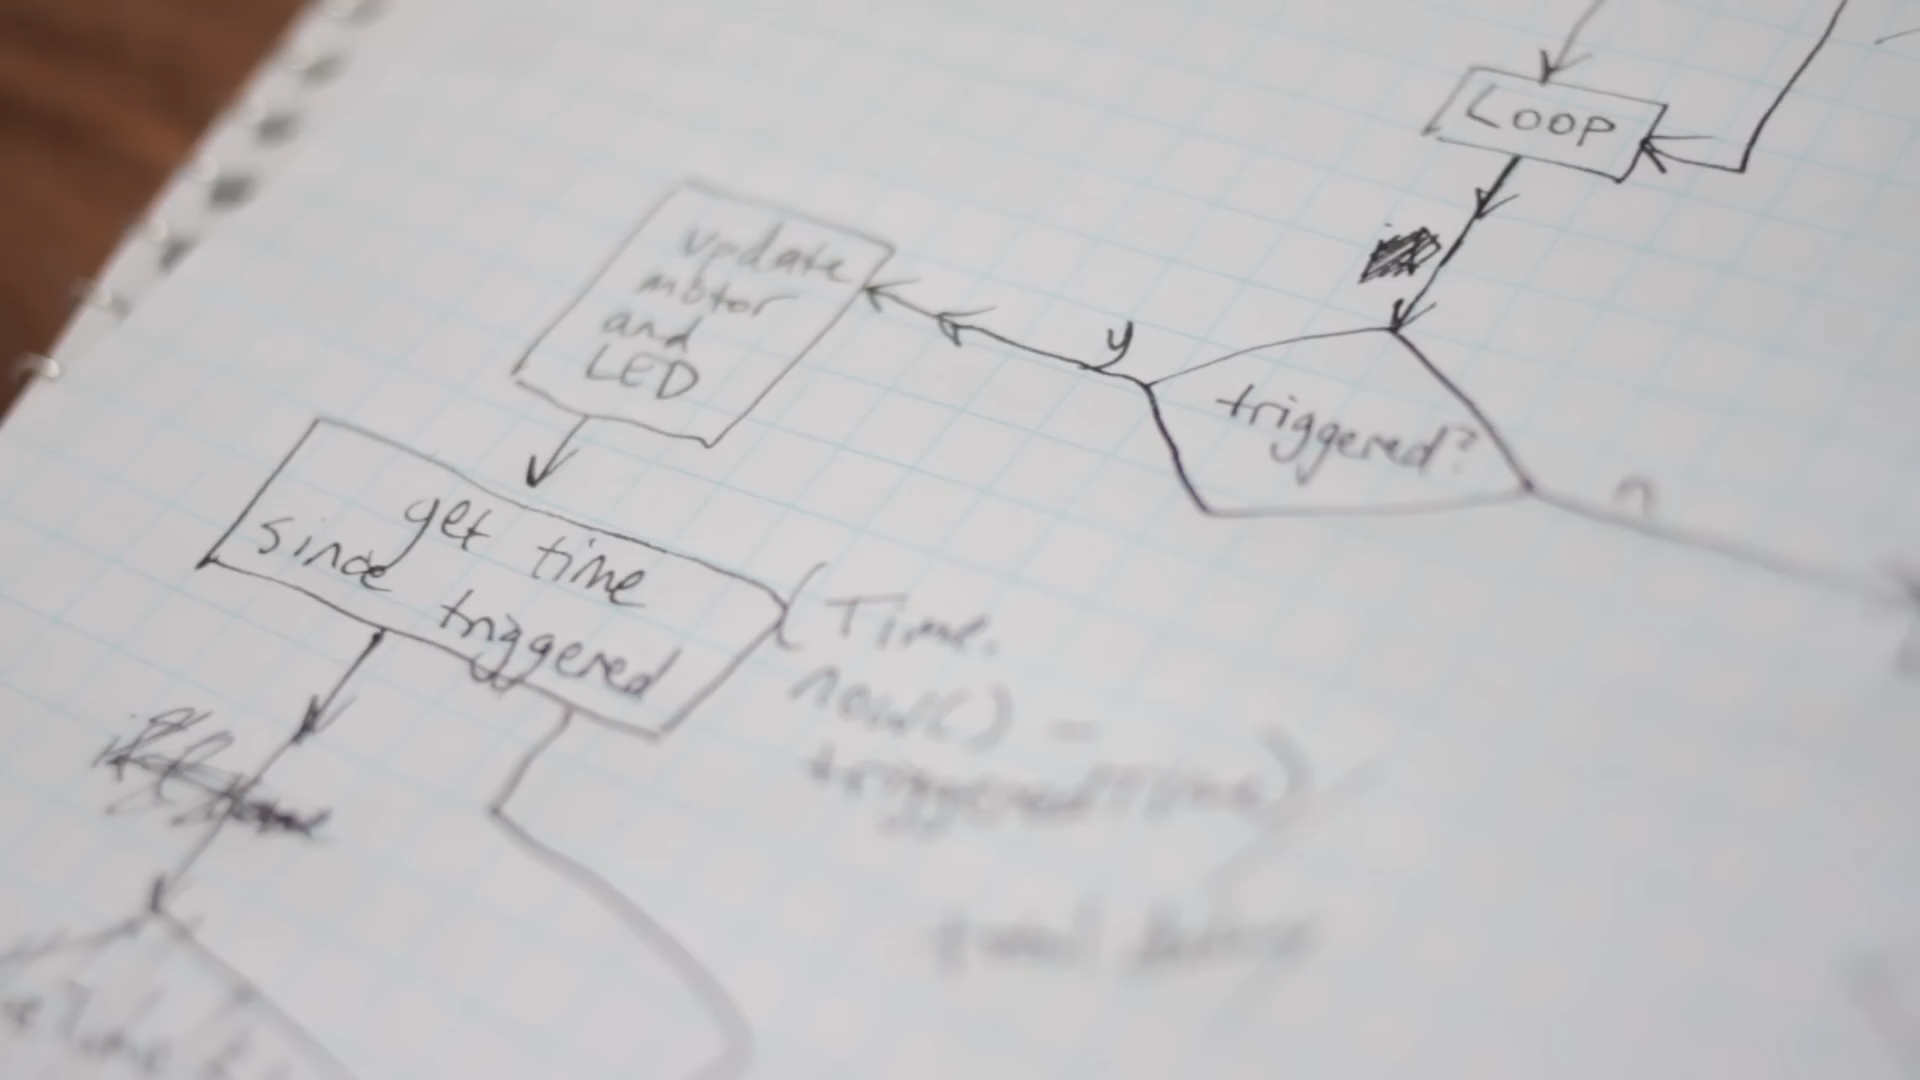 LOOP
update
motor
and
LED
y
triggered?
n
get time
since triggered
(Time.
now() -
triggeredTime)